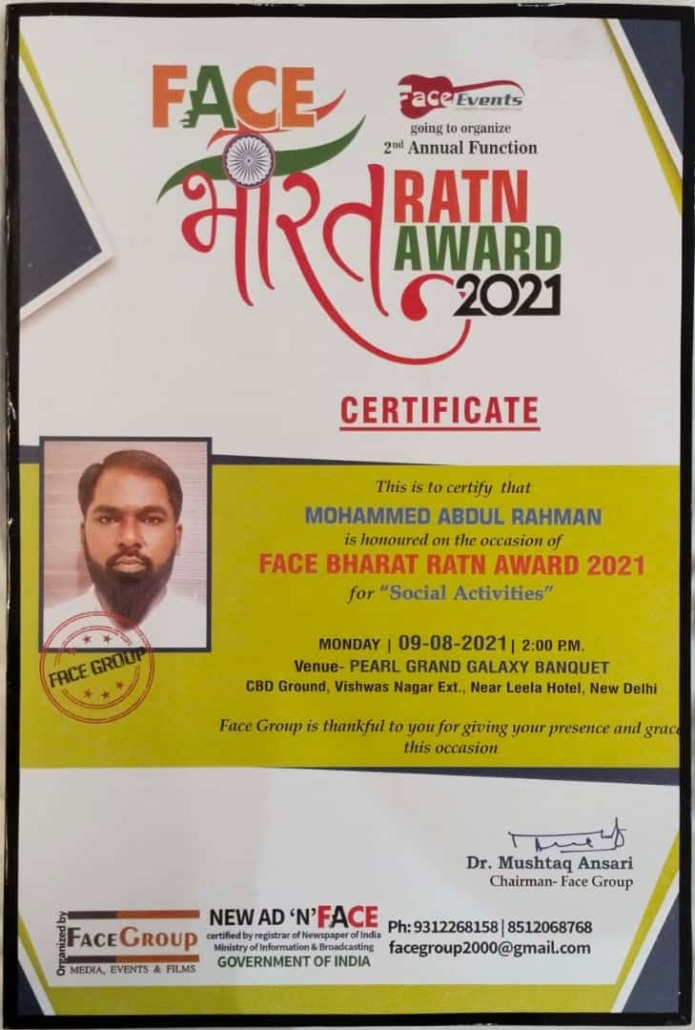 FACE
Face Events
going to organize
2nd Annual Function
भारत RATN
AWARD
2021
CERTIFICATE
This is to certify that
MOHAMMED ABDUL RAHMAN
is honoured on the occasion of
FACE BHARAT RATN AWARD 2021
for "Social Activities"
FACE GROUP
MONDAY | 09-08-2021 | 2:00 P.M.
Venue- PEARL GRAND GALAXY BANQUET
CBD Ground, Vishwas Nagar Ext., Near Leela Hotel, New Delhi
Face Group is thankful to you for giving your presence and grace
this occasion
Dr. Mushtaq Ansari
Chairman- Face Group
Organized by
FACE GROUP
MEDIA, EVENTS & FILMS
NEW AD 'N' FACE
certified by registrar of Newspaper of India
Ministry of Information & Broadcasting
GOVERNMENT OF INDIA
Ph: 9312268158 | 8512068768
facegroup2000@gmail.com